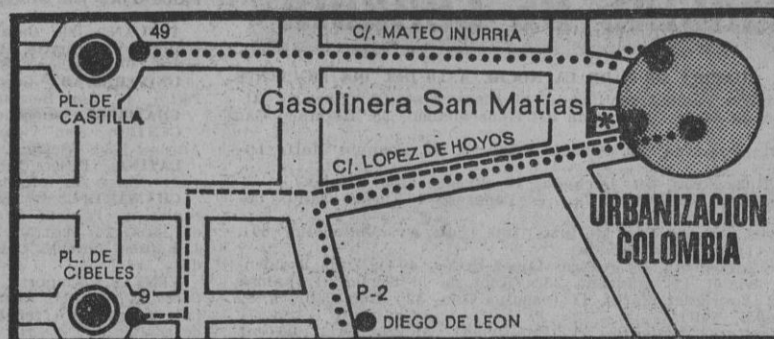 49
C/. MATEO INURRIA
PL. DE
CASTILLA
Gasolinera San Matías
*
C/. LOPEZ DE HOYOS
URBANIZACION
COLOMBIA
PL. DE
CIBELES
9
P-2
DIEGO DE LEON